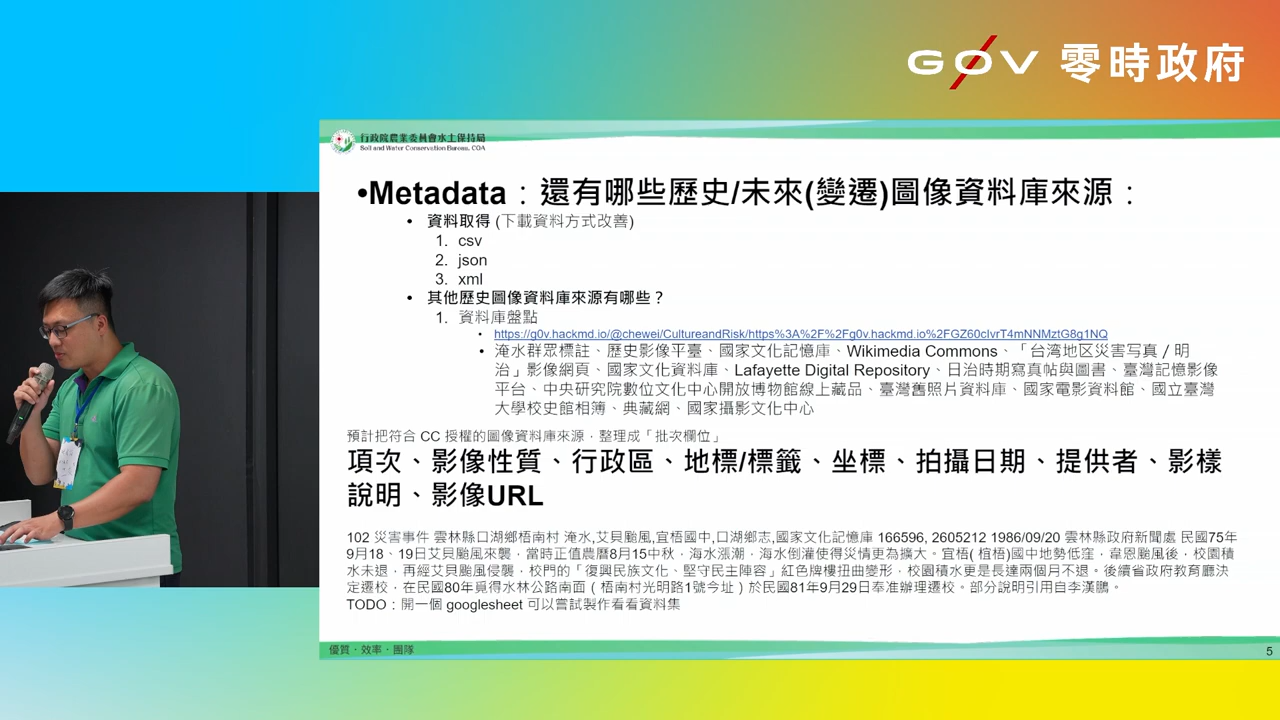 GOV 零時政府
行政院農業委員會水土保持局
Soil and Water Conservation Bureau, COA
•Metadata：還有哪些歷史/未來(變遷)圖像資料庫來源：
• 資料取得 (下載資料方式改善)
1. csv
2. json
3. xml
• 其他歷史圖像資料庫來源有哪些？
1. 資料庫盤點
• https://g0v.hackmd.io/@chewei/CultureandRisk/https%3A%2F%2Fg0v.hackmd.io%2FGZ60cIvrT4mNNMztG8g1NQ
• 淹水群眾標註、歷史影像平臺、國家文化記憶庫、Wikimedia Commons、「台湾地区災害写真／明
治」影像網頁、國家文化資料庫、Lafayette Digital Repository、日治時期寫真帖與圖書、臺灣記憶影像
平台、中央研究院數位文化中心開放博物館線上藏品、臺灣舊照片資料庫、國家電影資料館、國立臺灣
大學校史館相簿、典藏網、國家攝影文化中心
預計把符合 CC 授權的圖像資料庫來源，整理成「批次欄位」
項次、影像性質、行政區、地標/標籤、坐標、拍攝日期、提供者、影樣
說明、影像URL
102 災害事件 雲林縣口湖鄉梧南村 淹水,艾貝颱風,宜梧國中,口湖鄉志,國家文化記憶庫 166596, 2605212 1986/09/20 雲林縣政府新聞處 民國75年
9月18、19日艾貝颱風來襲，當時正值農曆8月15中秋，海水漲潮，海水倒灌使得災情更為擴大。宜梧( 椬梧)國中地勢低窪，韋恩颱風後，校園積
水未退，再經艾貝颱風侵襲，校門的「復興民族文化、堅守民主陣容」紅色牌樓扭曲變形，校園積水更是長達兩個月不退。後續省政府教育廳決
定遷校，在民國80年覓得水林公路南面（梧南村光明路1號今址）於民國81年9月29日奉准辦理遷校。部分說明引用自李漢鵬。
TODO：開一個 googlesheet 可以嘗試製作看看資料集
優質・效率・團隊
5